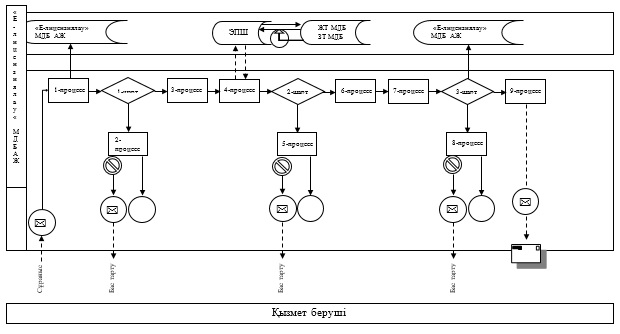 «Е-лицензиялау» МДБ АЖ
«Е-лицензиялау»
МДБ АЖ
ЭПШ
ЖТ МДБ
ЗТ МДБ
«Е-лицензиялау»
МДБ АЖ
1-процесс
1-шарт
3-процесс
4-процесс
2-шарт
6-процесс
7-процесс
3-шарт
9-процесс
2-
процесс
5-процесс
8-процесс
Сұраныс
Бас тарту
Бас тарту
Бас тарту
Қызмет беруші